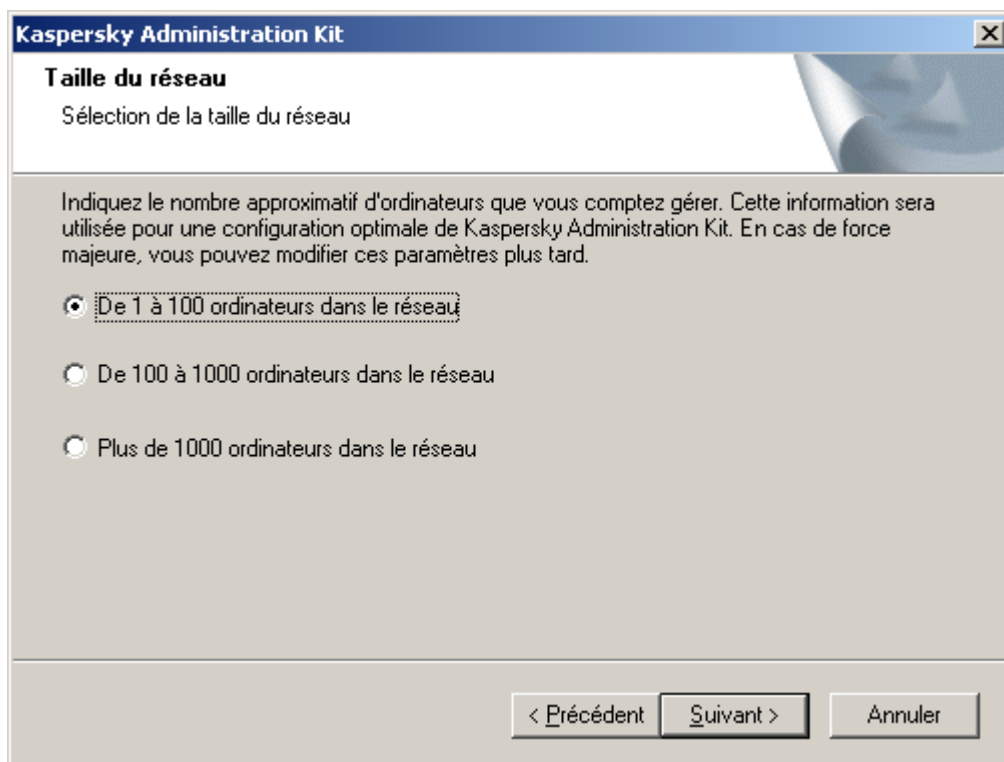 Kaspersky Administration Kit
Taille du réseau
Sélection de la taille du réseau
Indiquez le nombre approximatif d'ordinateurs que vous comptez gérer. Cette information sera
utilisée pour une configuration optimale de Kaspersky Administration Kit. En cas de force
majeure, vous pouvez modifier ces paramètres plus tard.
De 1 à 100 ordinateurs dans le réseau
De 100 à 1000 ordinateurs dans le réseau
Plus de 1000 ordinateurs dans le réseau
< Précédent Suivant > Annuler